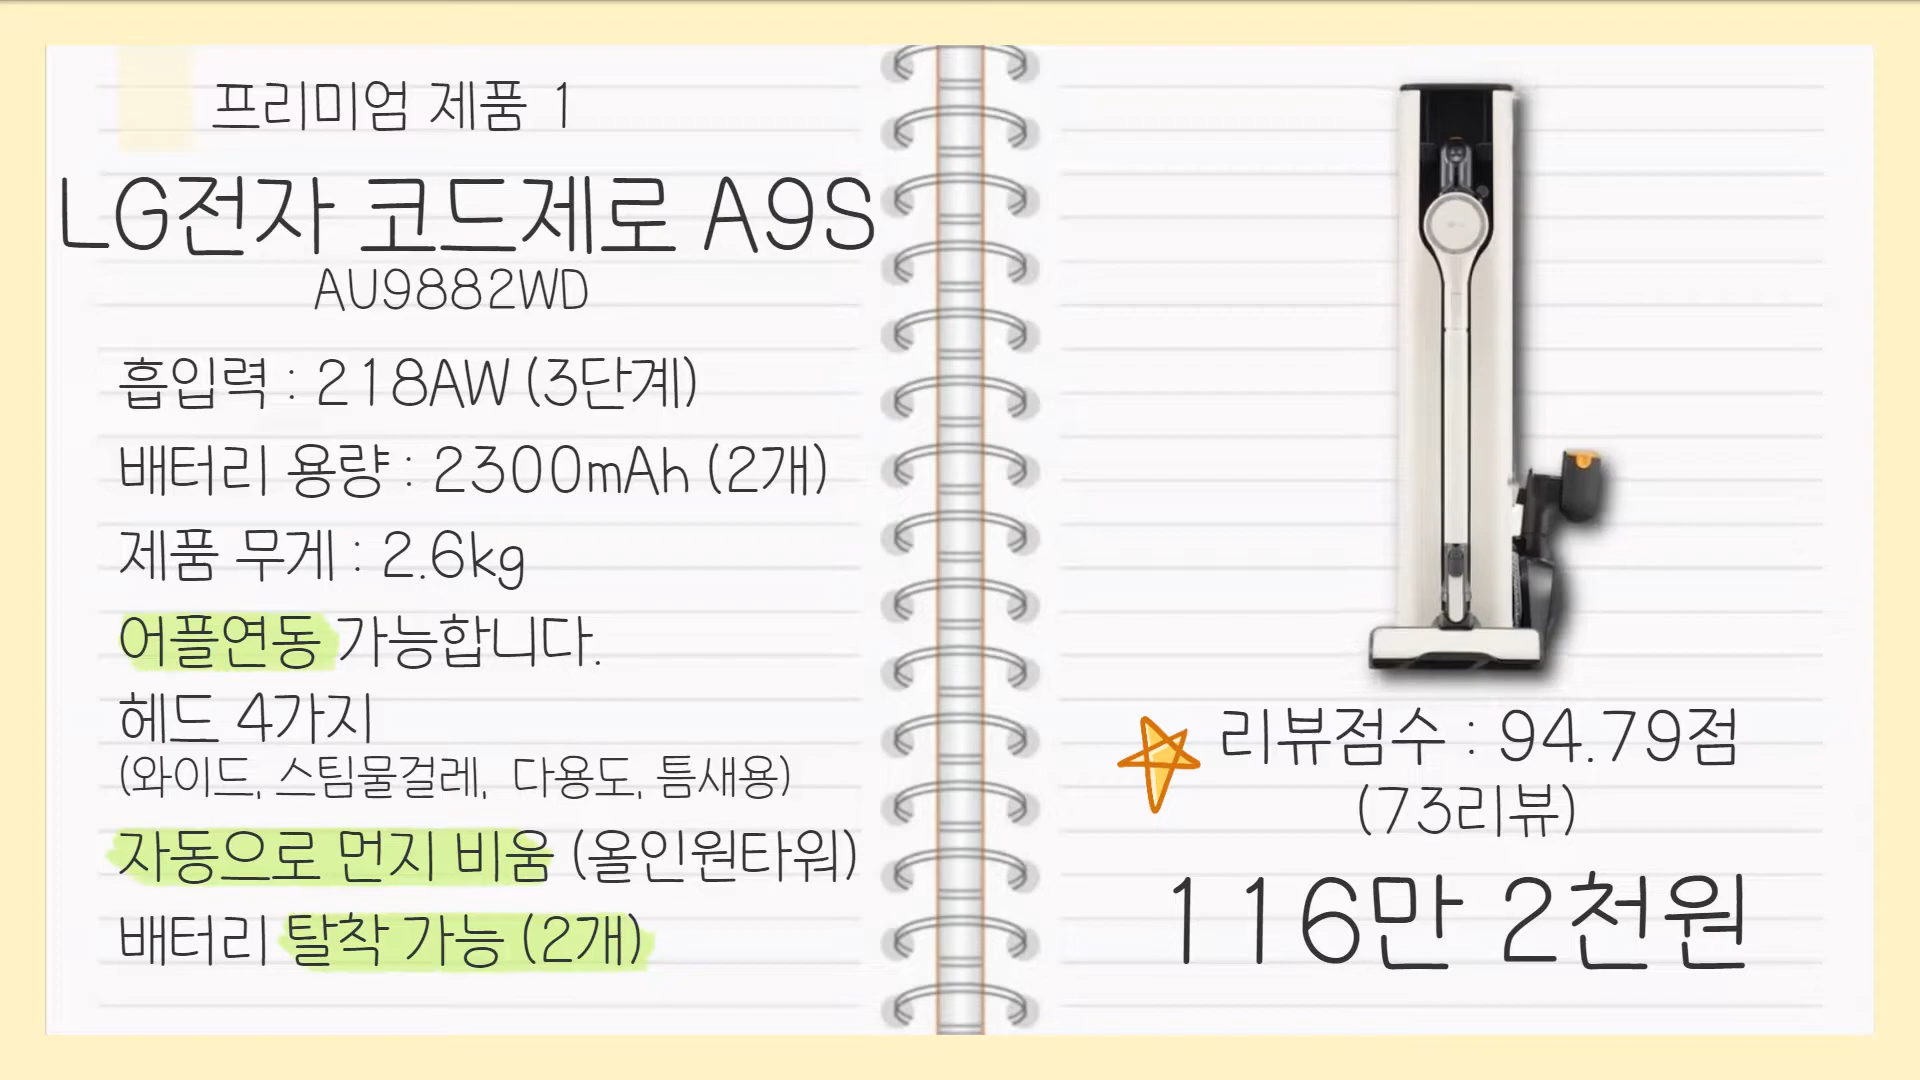 프리미엄 제품 1
LG전자 코드제로 A9S
AU9882WD
흡입력 : 218AW (3단계)
배터리 용량 : 2300mAh (2개)
제품 무게 : 2.6kg
어플연동 가능합니다.
헤드 4가지
(와이드, 스팀물걸레, 다용도, 틈새용)
자동으로 먼지 비움 (올인원타워)
배터리 탈착 가능 (2개)
리뷰점수 : 94.79점
(73리뷰)
116만 2천원